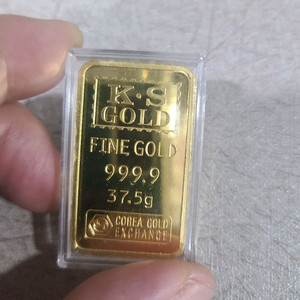 K·S
GOLD
FINE GOLD
999.9
37.5g
COREA GOLD
EXCHANGE